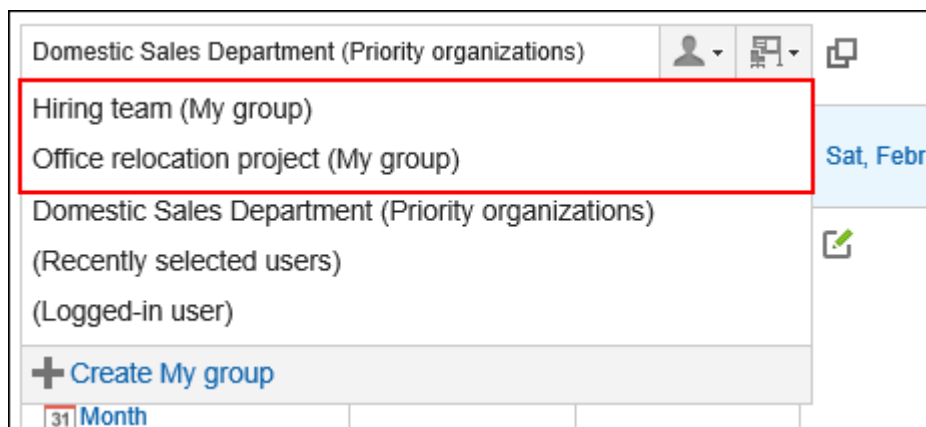 Domestic Sales Department (Priority organizations)
Hiring team (My group)
Office relocation project (My group)
Sat, Febr
Domestic Sales Department (Priority organizations)
(Recently selected users)
(Logged-in user)
Create My group
31 Month